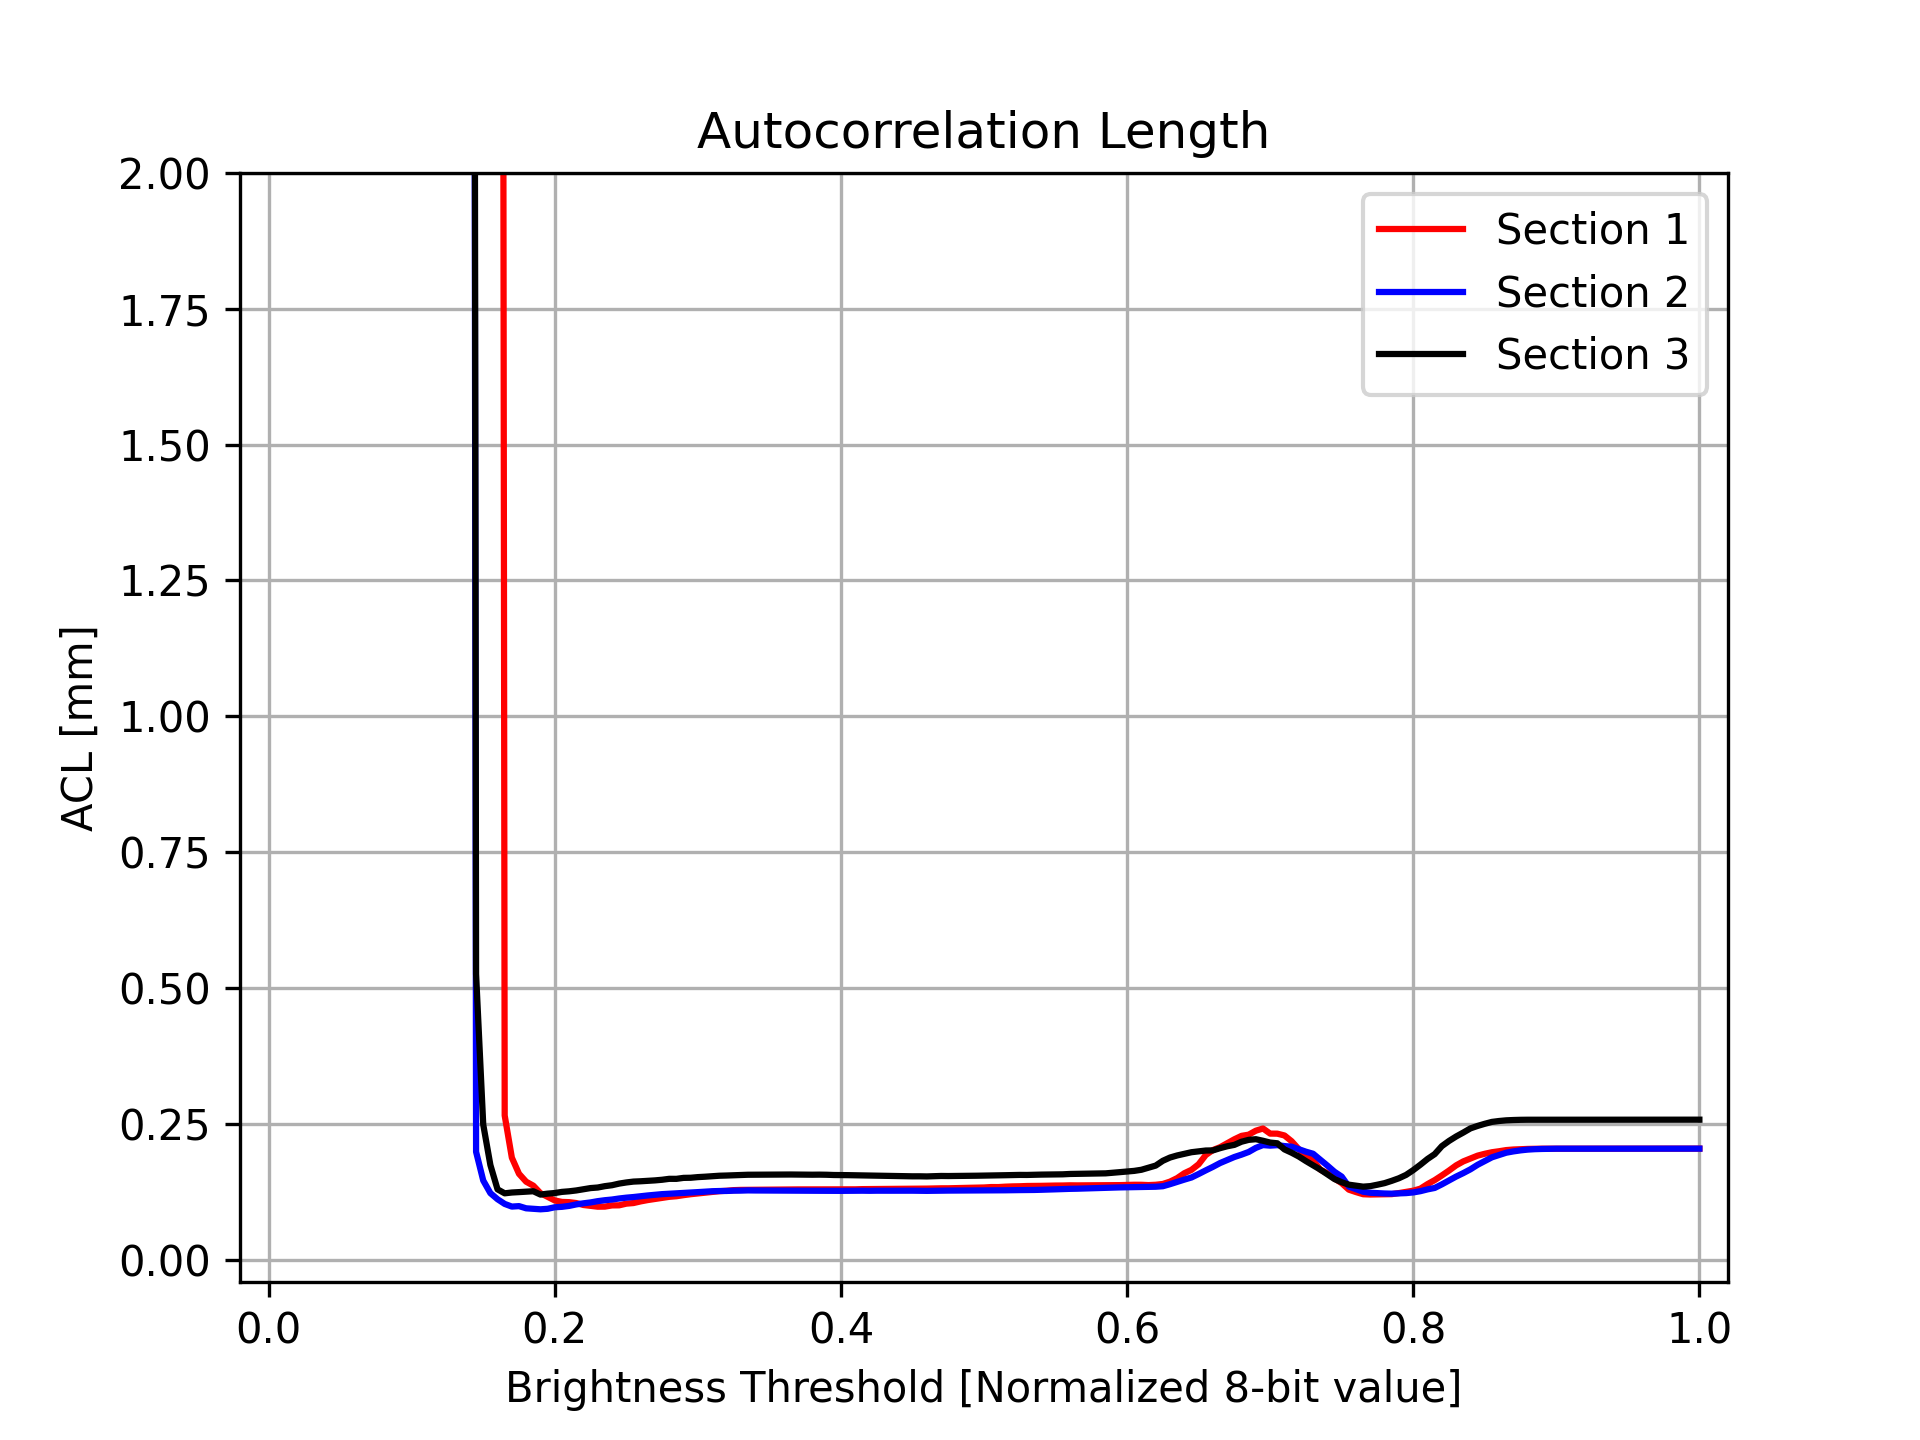 Autocorrelation Length
2.00
1.75
1.50
1.25
1.00
0.75
0.50
0.25
0.00
ACL [mm]
Section 1
Section 2
Section 3
0.0 0.2 0.4 0.6 0.8 1.0
Brightness Threshold [Normalized 8-bit value]